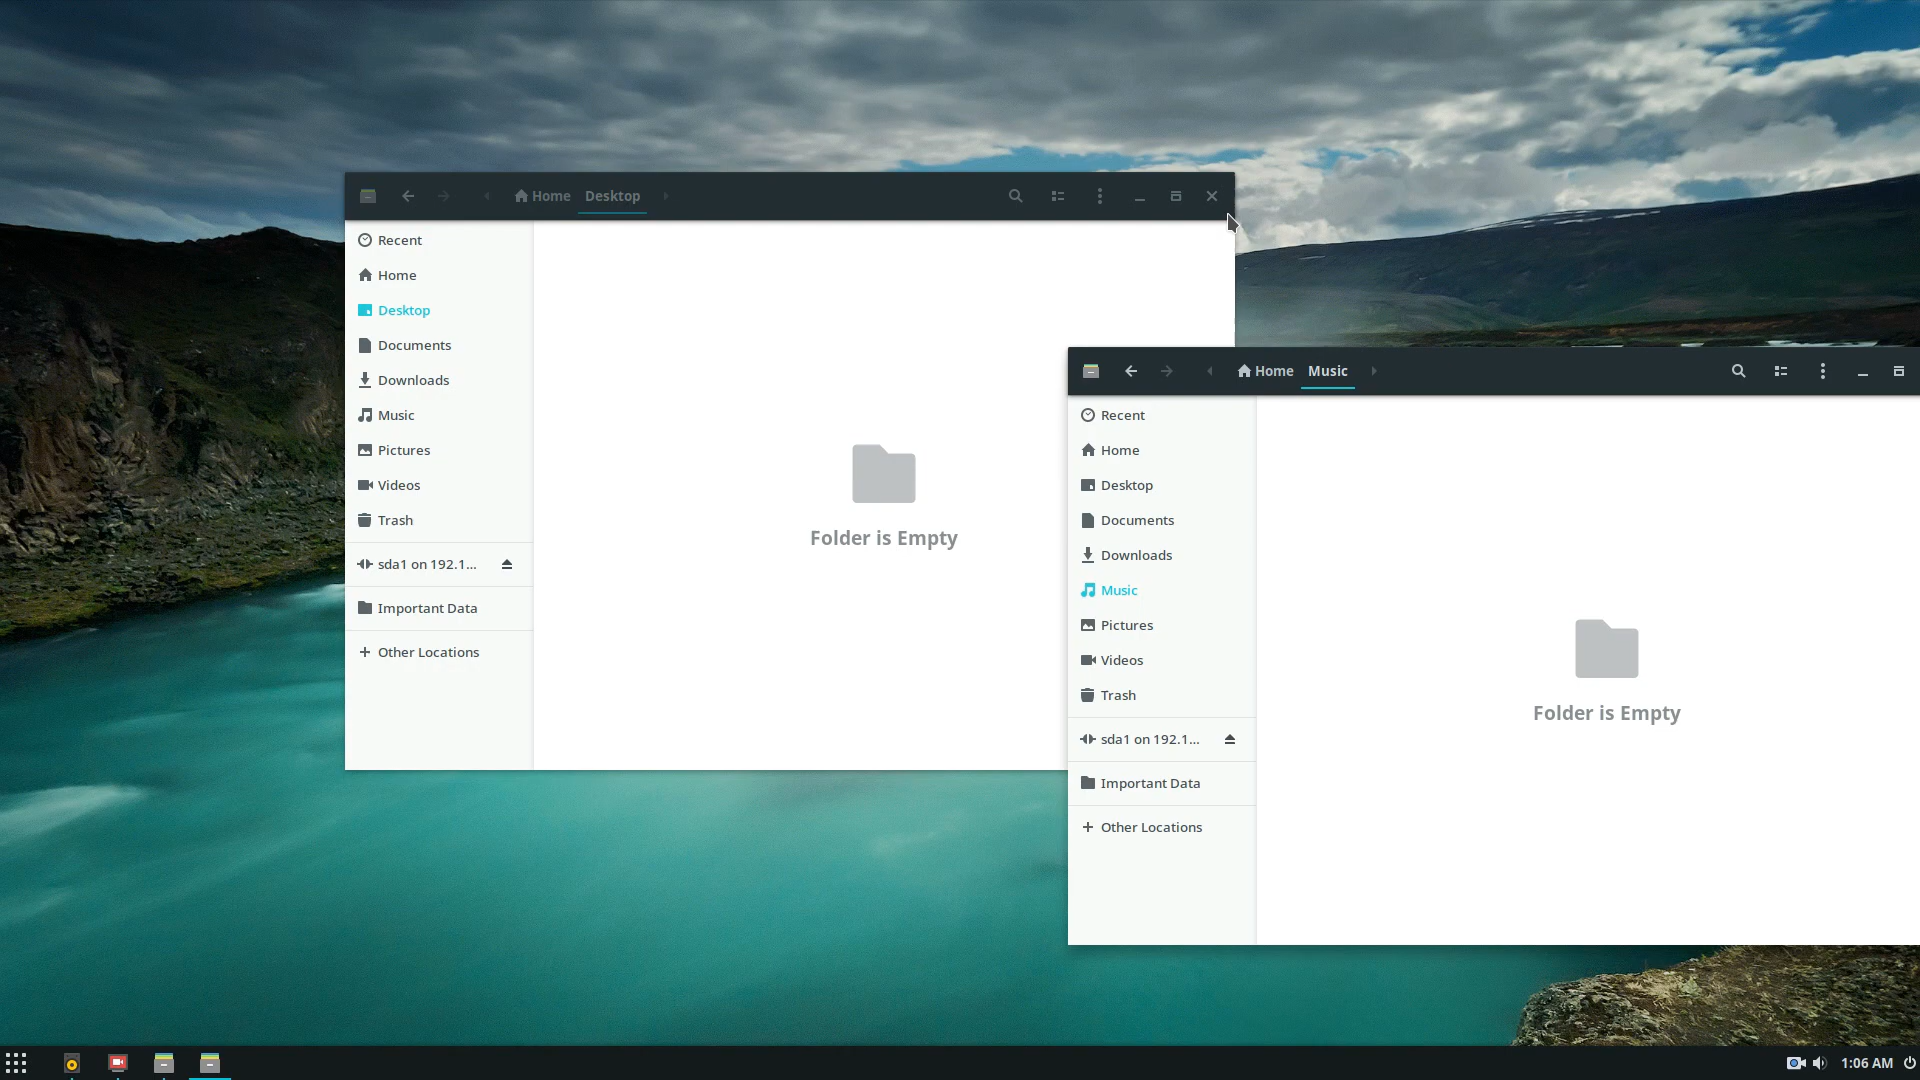 Home Desktop
Recent
Home
Desktop
Documents
Downloads
Music
Pictures
Videos
Trash
sda1 on 192.1...
Important Data
Other Locations
Folder is Empty
Home Music
Recent
Home
Desktop
Documents
Downloads
Music
Pictures
Videos
Trash
sda1 on 192.1...
Important Data
Other Locations
Folder is Empty
1:06 AM